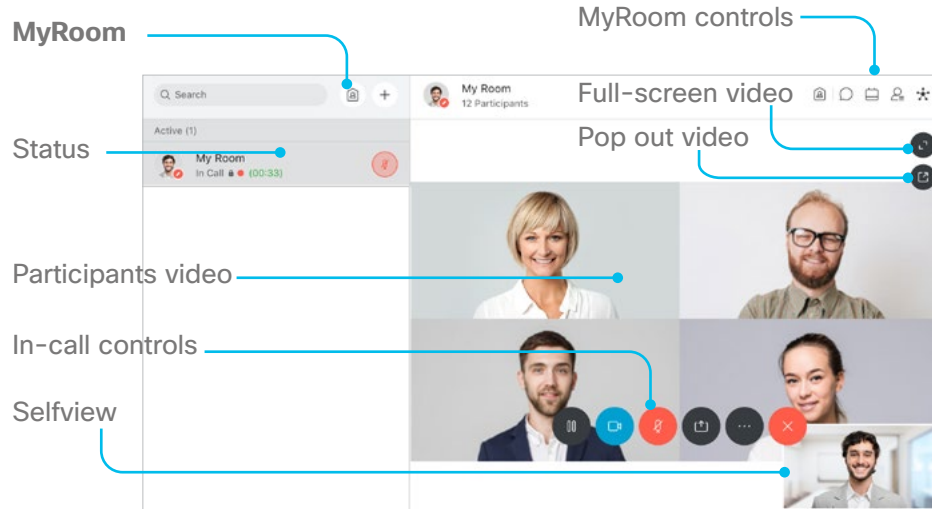 MyRoom controls
MyRoom
Search
My Room
12 Participants
Full-screen video
Active (1)
Pop out video
Status
My Room
In Call (00:33)
Participants video
In-call controls
Selfview